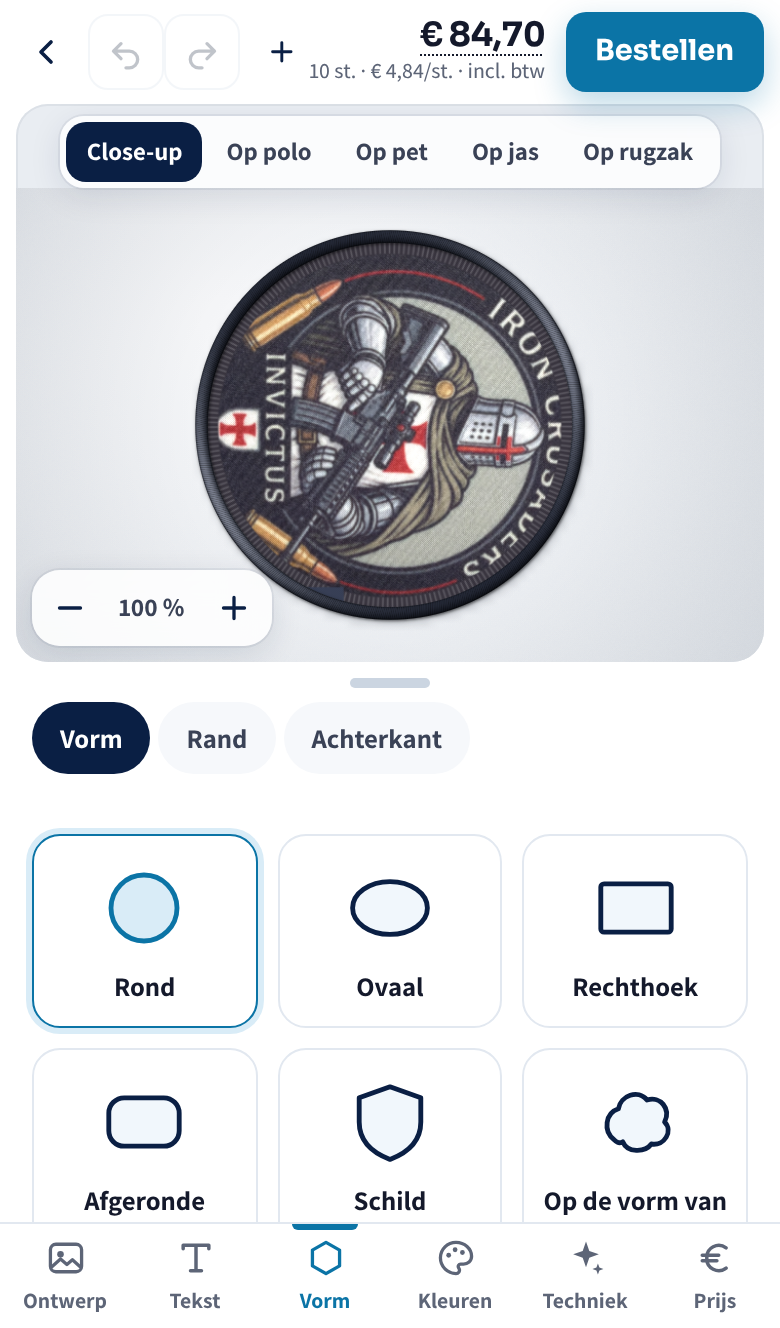 € 84,70
10 st. · € 4,84/st. · incl. btw
Bestellen
Close-up
Op polo
Op pet
Op jas
Op rugzak
IRON CRUSADERS
INVICTUS
100 %
Vorm
Rand
Achterkant
Rond
Ovaal
Rechthoek
Afgeronde
Schild
Op de vorm van
Ontwerp
Tekst
Vorm
Kleuren
Techniek
Prijs